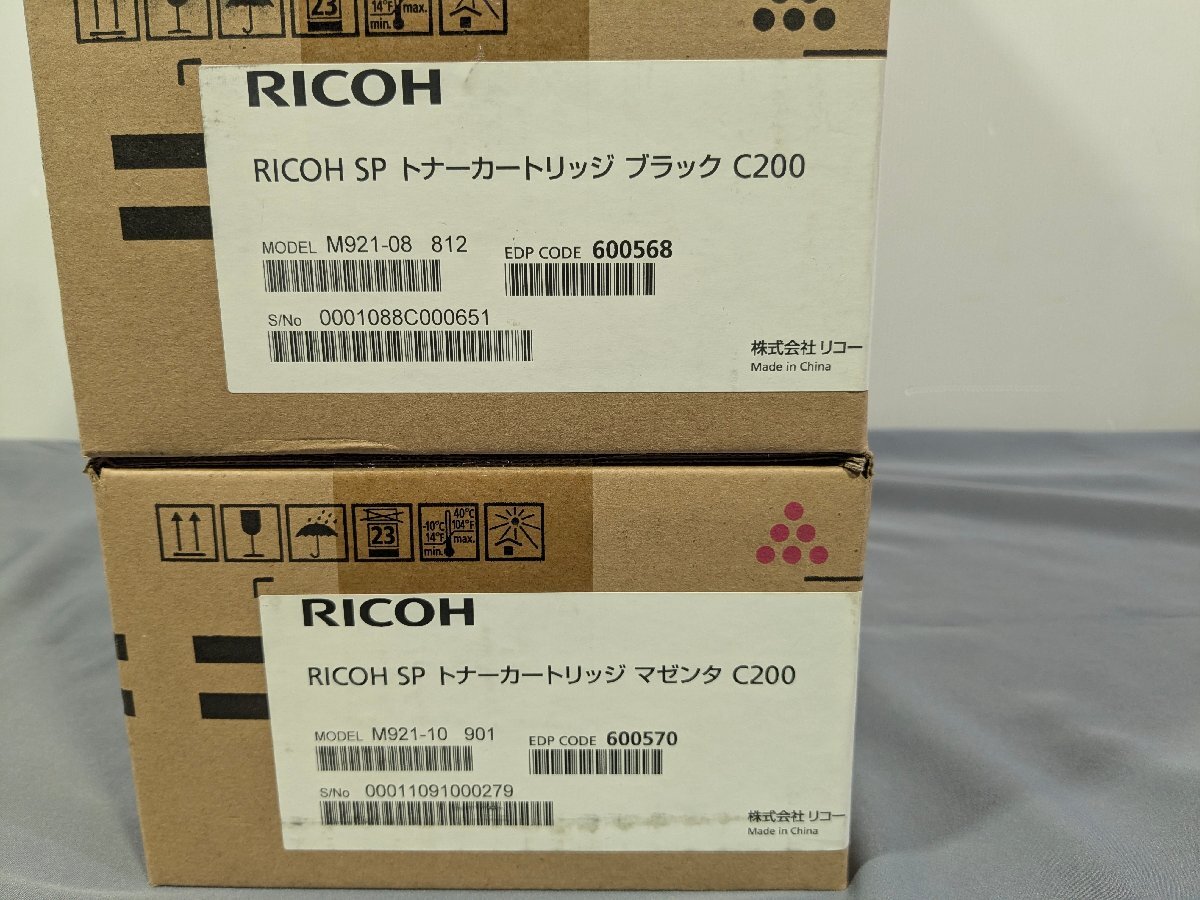 23
14°F
min.
max.
RICOH
RICOH SP トナーカートリッジ ブラック C200
MODEL M921-08 812
EDP CODE 600568
S/No 0001088C000651
株式会社 リコー
Made in China
23
-10°C
14°F
min.
40°C
104°F
max.
RICOH
RICOH SP トナーカートリッジ マゼンタ C200
MODEL M921-10 901
EDP CODE 600570
S/No 00011091000279
株式会社 リコー
Made in China